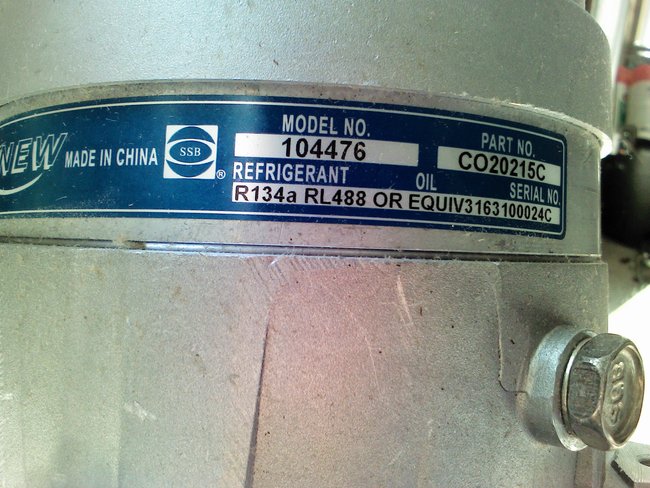 NEW MADE IN CHINA SSB ®
MODEL NO. PART NO.
104476 CO20215C
REFRIGERANT OIL SERIAL NO.
R134a RL488 OR EQUIV3163100024C